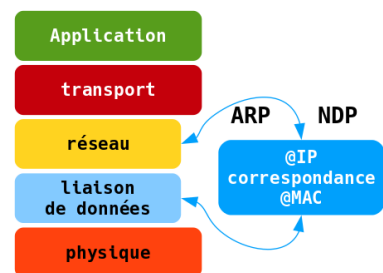 Application
transport
réseau
liaison
de données
physique
ARP NDP
@IP
correspondance
@MAC